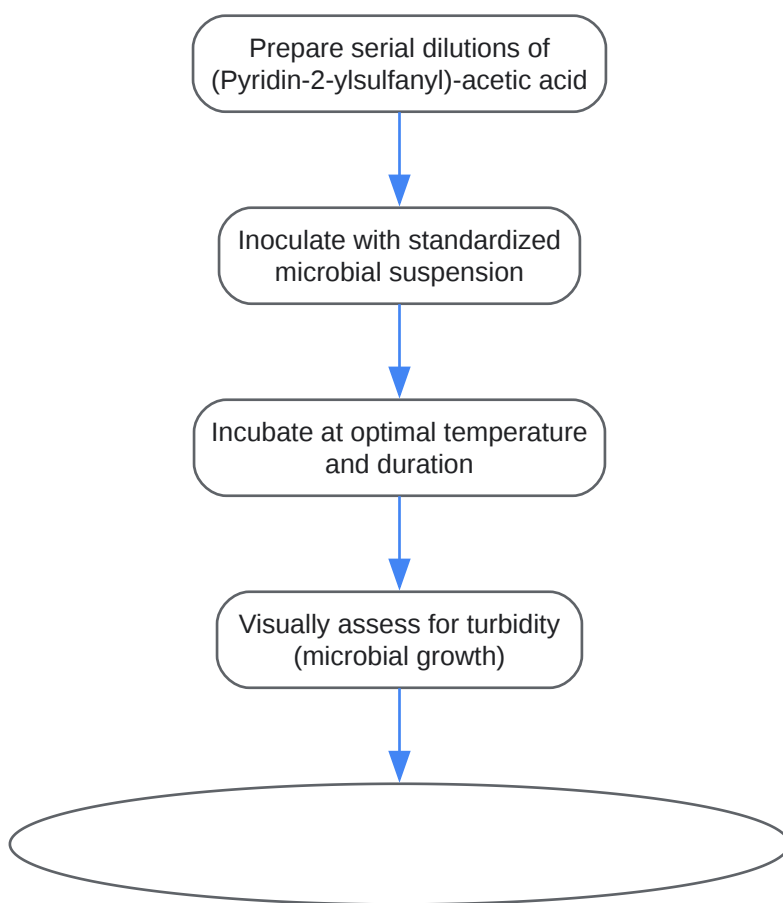 Prepare serial dilutions of
(Pyridin-2-ylsulfanyl)-acetic acid
Inoculate with standardized
microbial suspension
Incubate at optimal temperature
and duration
Visually assess for turbidity
(microbial growth)